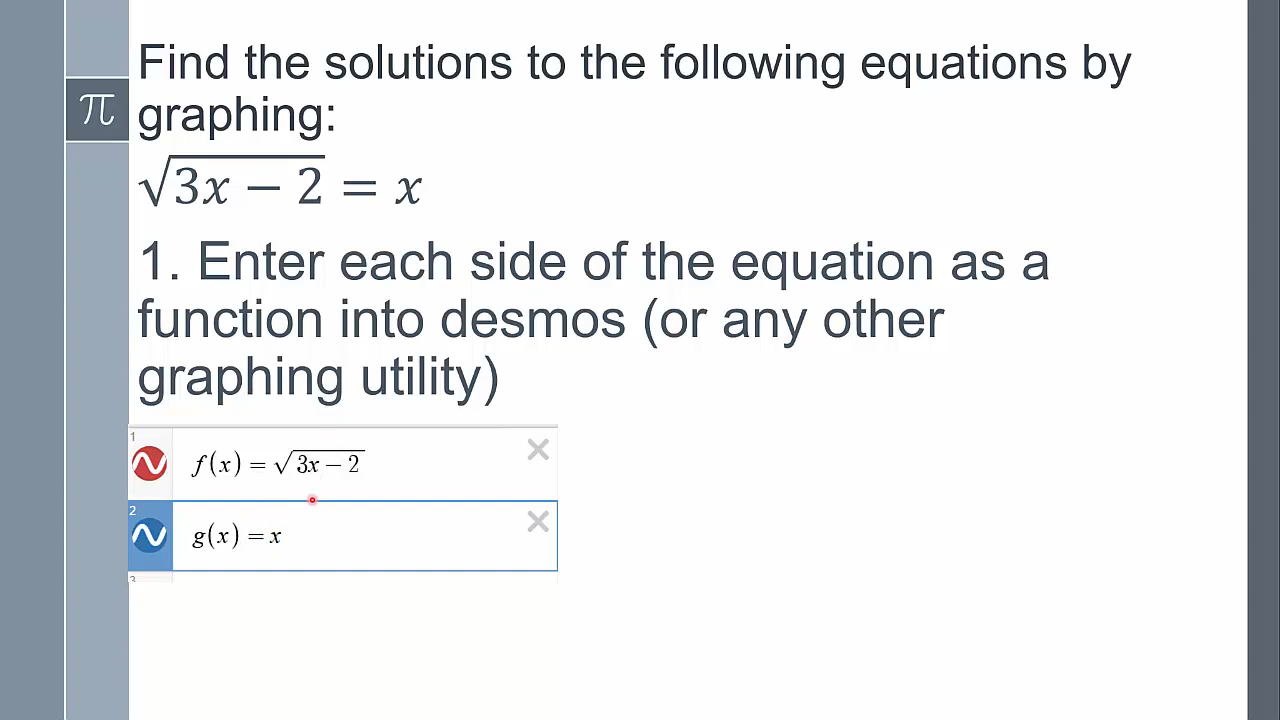 Find the solutions to the following equations by
graphing:
π
√3x − 2 = x
1. Enter each side of the equation as a
function into desmos (or any other
graphing utility)
1
f(x) = √3x − 2
2
g(x) = x
3